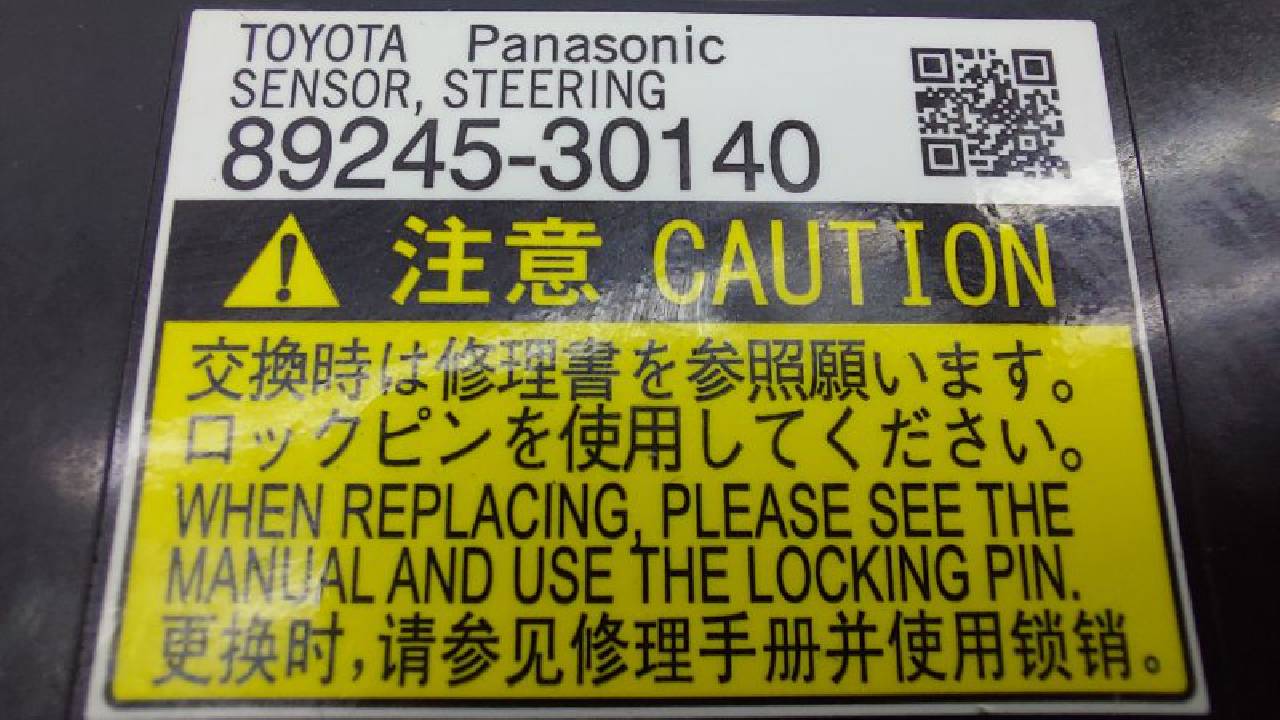 TOYOTA Panasonic
SENSOR, STEERING
89245-30140
注意 CAUTION
交換時は修理書を参照願います。
ロックピンを使用してください。
WHEN REPLACING, PLEASE SEE THE
MANUAL AND USE THE LOCKING PIN.
更换时,请参见修理手册并使用锁销。